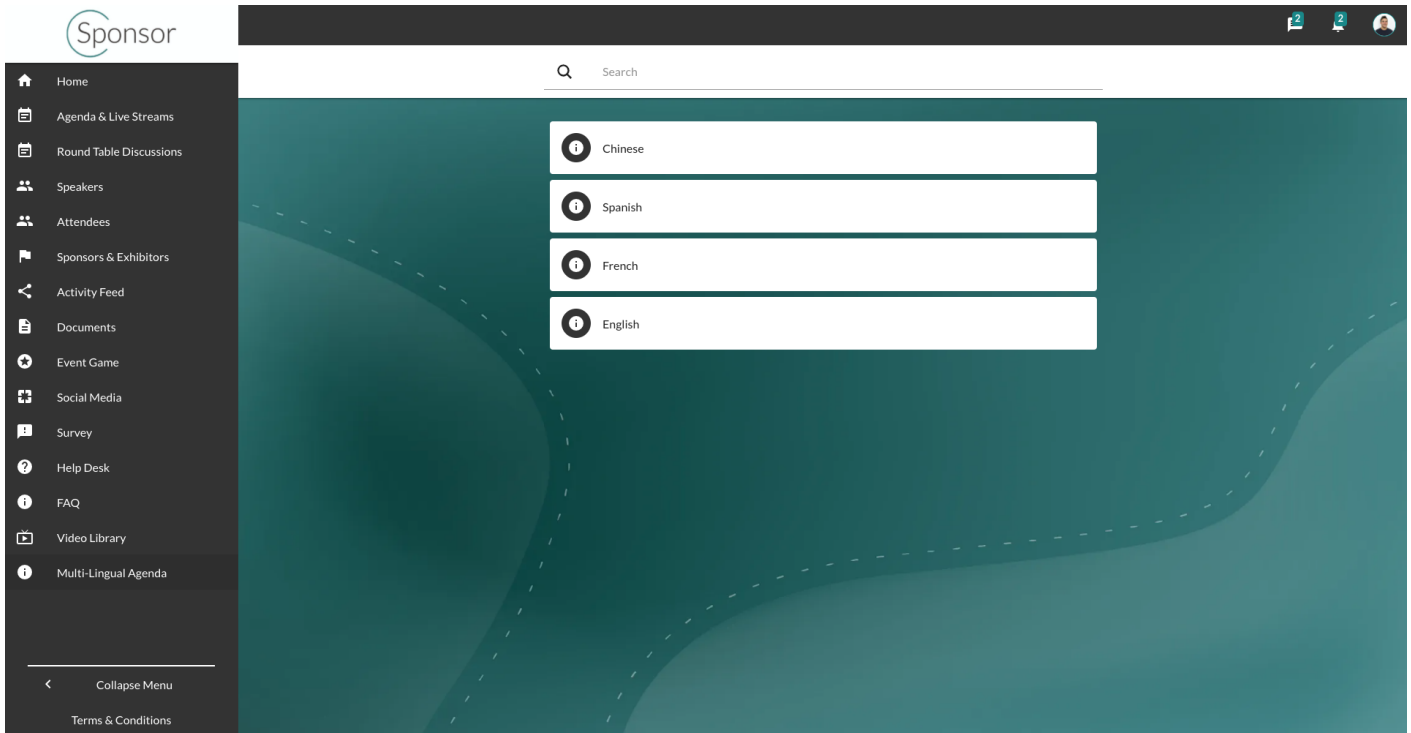 Sponsor
2
2
Search
Home
Agenda & Live Streams
Round Table Discussions
Speakers
Attendees
Sponsors & Exhibitors
Activity Feed
Documents
Event Game
Social Media
Survey
Help Desk
FAQ
Video Library
Multi-Lingual Agenda
Collapse Menu
Terms & Conditions
Chinese
Spanish
French
English